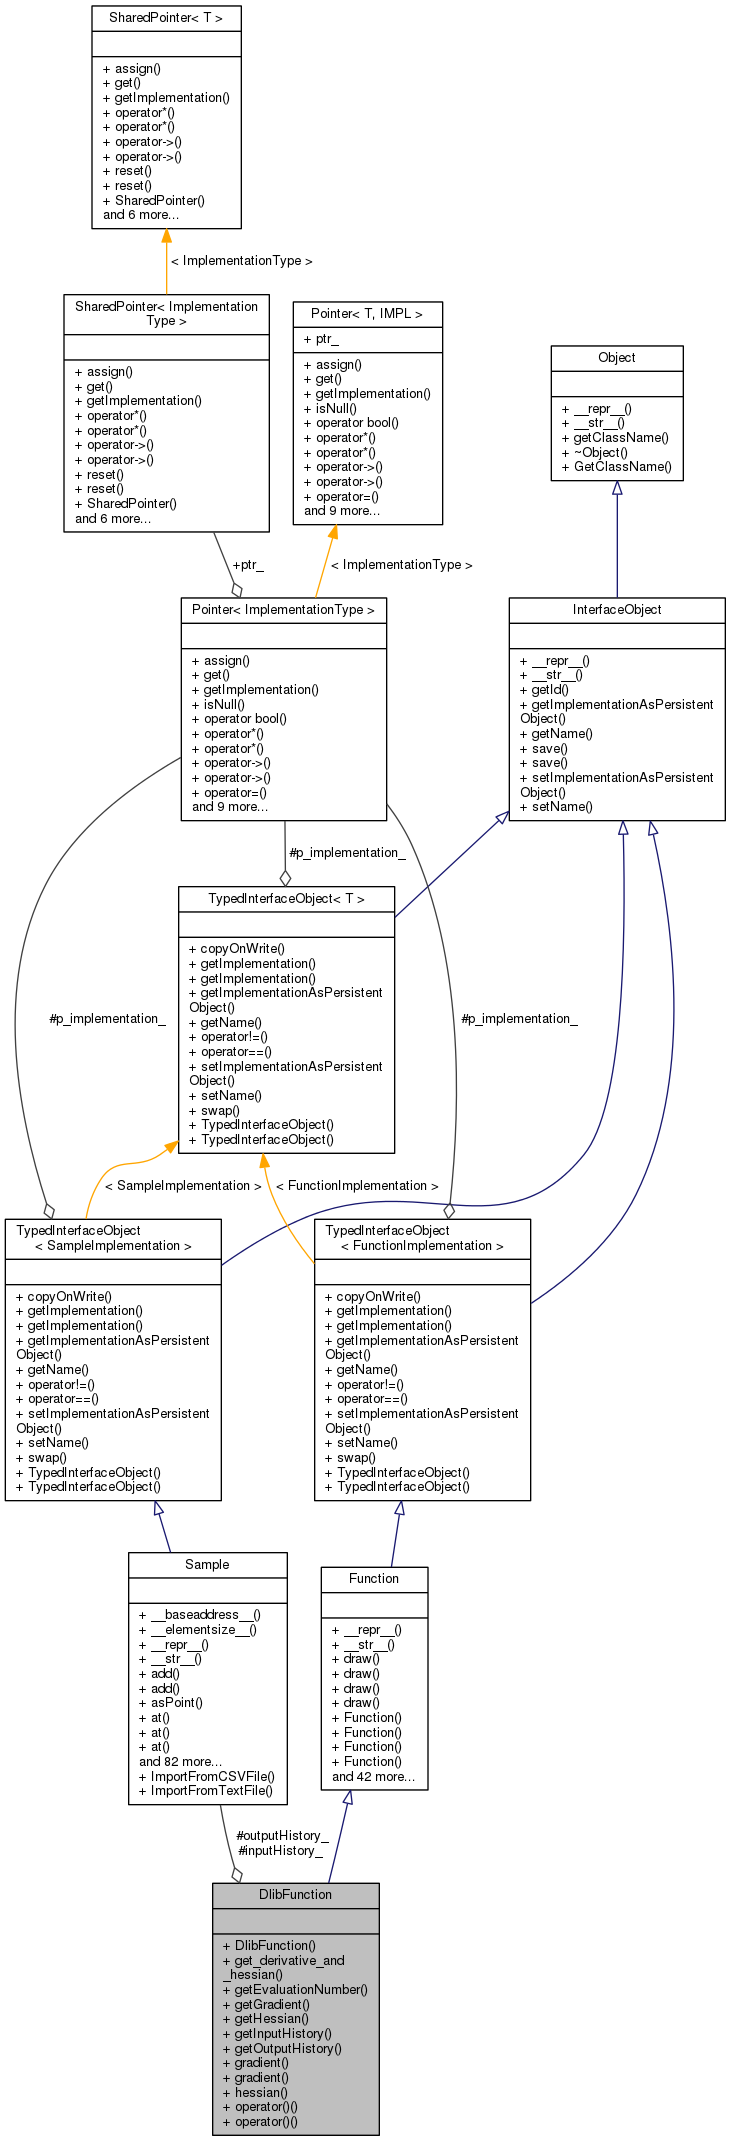 SharedPointer< T >
+ assign()
+ get()
+ getImplementation()
+ operator*()
+ operator*()
+ operator->()
+ operator->()
+ reset()
+ reset()
+ SharedPointer()
and 6 more...
< ImplementationType >
SharedPointer< Implementation
Type >
+ assign()
+ get()
+ getImplementation()
+ operator*()
+ operator*()
+ operator->()
+ operator->()
+ reset()
+ reset()
+ SharedPointer()
and 6 more...
Pointer< T, IMPL >
+ ptr_
+ assign()
+ get()
+ getImplementation()
+ isNull()
+ operator bool()
+ operator*()
+ operator*()
+ operator->()
+ operator->()
+ operator=()
and 9 more...
Object
+ __repr__()
+ __str__()
+ getClassName()
+ ~Object()
+ GetClassName()
+ptr_
< ImplementationType >
Pointer< ImplementationType >
+ assign()
+ get()
+ getImplementation()
+ isNull()
+ operator bool()
+ operator*()
+ operator*()
+ operator->()
+ operator->()
+ operator=()
and 9 more...
InterfaceObject
+ __repr__()
+ __str__()
+ getId()
+ getImplementationAsPersistent
Object()
+ getName()
+ save()
+ save()
+ setImplementationAsPersistent
Object()
+ setName()
#p_implementation_
TypedInterfaceObject< T >
+ copyOnWrite()
+ getImplementation()
+ getImplementation()
+ getImplementationAsPersistent
Object()
+ getName()
+ operator!=()
+ operator==()
+ setImplementationAsPersistent
Object()
+ setName()
+ swap()
+ TypedInterfaceObject()
+ TypedInterfaceObject()
#p_implementation_
#p_implementation_
< SampleImplementation >
< FunctionImplementation >
TypedInterfaceObject
< SampleImplementation >
+ copyOnWrite()
+ getImplementation()
+ getImplementation()
+ getImplementationAsPersistent
Object()
+ getName()
+ operator!=()
+ operator==()
+ setImplementationAsPersistent
Object()
+ setName()
+ swap()
+ TypedInterfaceObject()
+ TypedInterfaceObject()
TypedInterfaceObject
< FunctionImplementation >
+ copyOnWrite()
+ getImplementation()
+ getImplementation()
+ getImplementationAsPersistent
Object()
+ getName()
+ operator!=()
+ operator==()
+ setImplementationAsPersistent
Object()
+ setName()
+ swap()
+ TypedInterfaceObject()
+ TypedInterfaceObject()
Sample
+ __baseaddress__()
+ __elementsize__()
+ __repr__()
+ __str__()
+ add()
+ add()
+ asPoint()
+ at()
+ at()
+ at()
and 82 more...
+ ImportFromCSVFile()
+ ImportFromTextFile()
Function
+ __repr__()
+ __str__()
+ draw()
+ draw()
+ draw()
+ draw()
+ Function()
+ Function()
+ Function()
+ Function()
and 42 more...
#outputHistory_
#inputHistory_
DlibFunction
+ DlibFunction()
+ get_derivative_and
_hessian()
+ getEvaluationNumber()
+ getGradient()
+ getHessian()
+ getInputHistory()
+ getOutputHistory()
+ gradient()
+ gradient()
+ hessian()
+ operator()()
+ operator()()